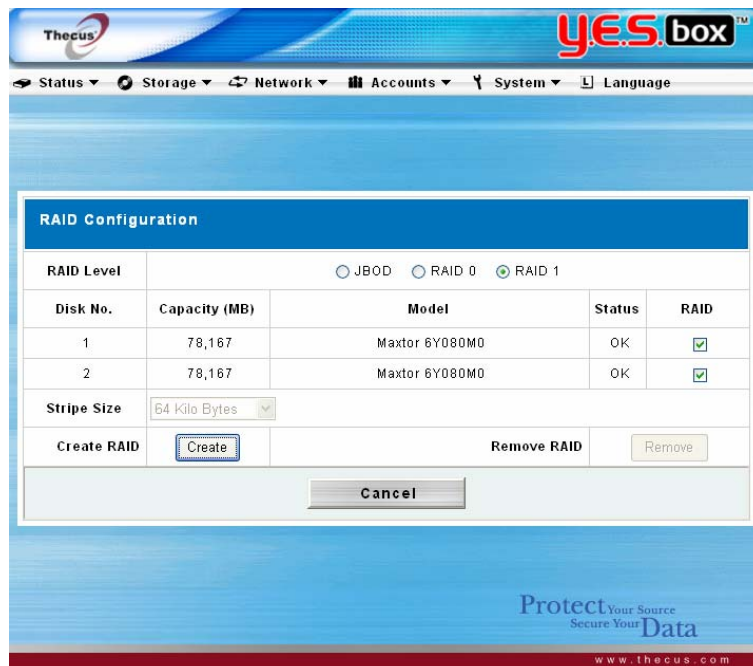 Thecus
Y.E.S.box™
Status Storage Network Accounts System L Language
RAID Configuration
RAID Level JBOD RAID 0 RAID 1
Disk No. Capacity (MB) Model Status RAID
1 78,167 Maxtor 6Y080M0 OK
2 78,167 Maxtor 6Y080M0 OK
Stripe Size 64 Kilo Bytes
Create RAID Create Remove RAID Remove
Cancel
Protect Your Source
Secure Your Data
www.thecus.com